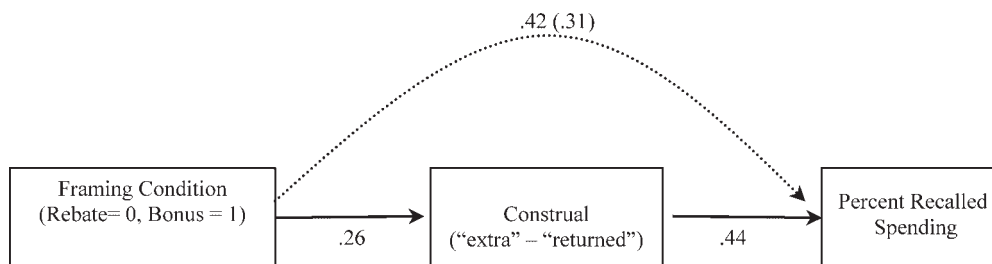 .42 (.31)
Framing Condition
(Rebate= 0, Bonus = 1)
.26
Construal
(“extra” – “returned”)
.44
Percent Recalled
Spending